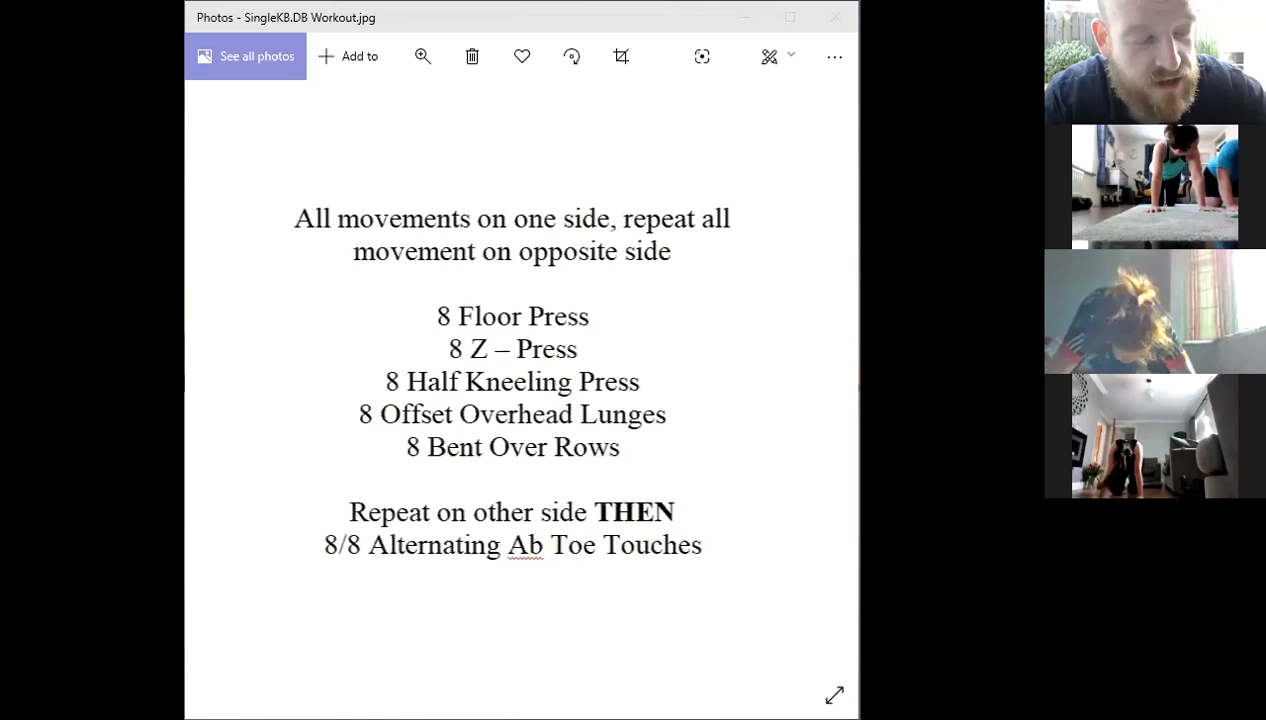 Photos - SingleKB.DB Workout.jpg
See all photos
Add to
All movements on one side, repeat all
movement on opposite side
8 Floor Press
8 Z – Press
8 Half Kneeling Press
8 Offset Overhead Lunges
8 Bent Over Rows
Repeat on other side THEN
8/8 Alternating Ab Toe Touches